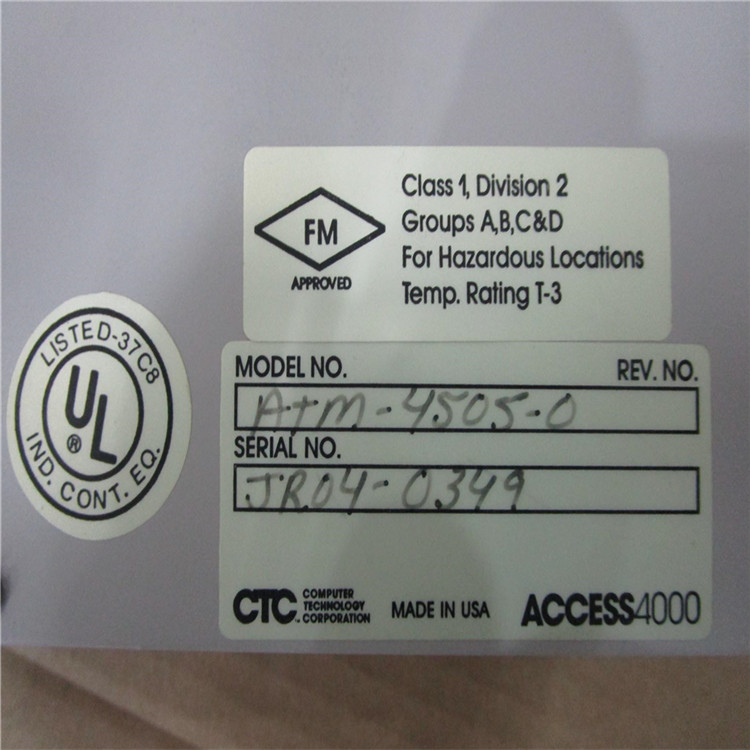 FM
APPROVED
Class 1, Division 2
Groups A,B,C&D
For Hazardous Locations
Temp. Rating T-3
LISTED-37C8
UL
®
IND. CONT. EQ.
MODEL NO. REV. NO.
ATM-4505-0
SERIAL NO.
JR04-0349
CTC™ COMPUTER
TECHNOLOGY
CORPORATION
MADE IN USA
ACCESS4000